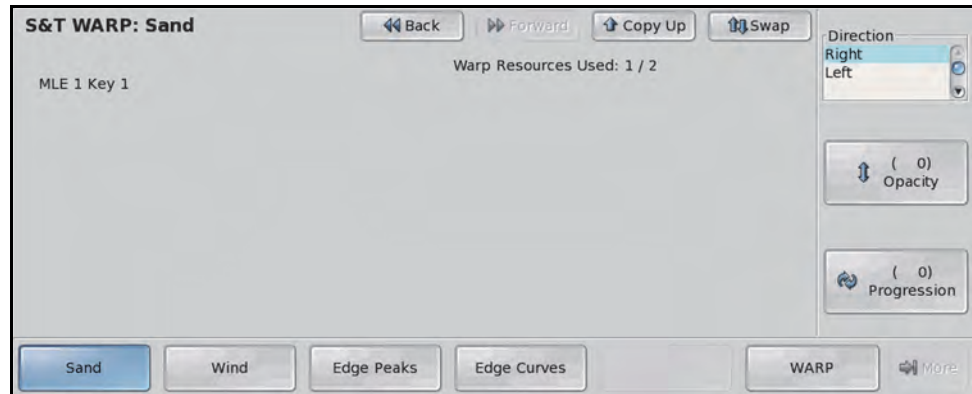 S&T WARP: Sand
Back
Forward
Copy Up
Swap
Warp Resources Used: 1 / 2
MLE 1 Key 1
Direction
Right
Left
( 0)
Opacity
( 0)
Progression
Sand
Wind
Edge Peaks
Edge Curves
WARP
More